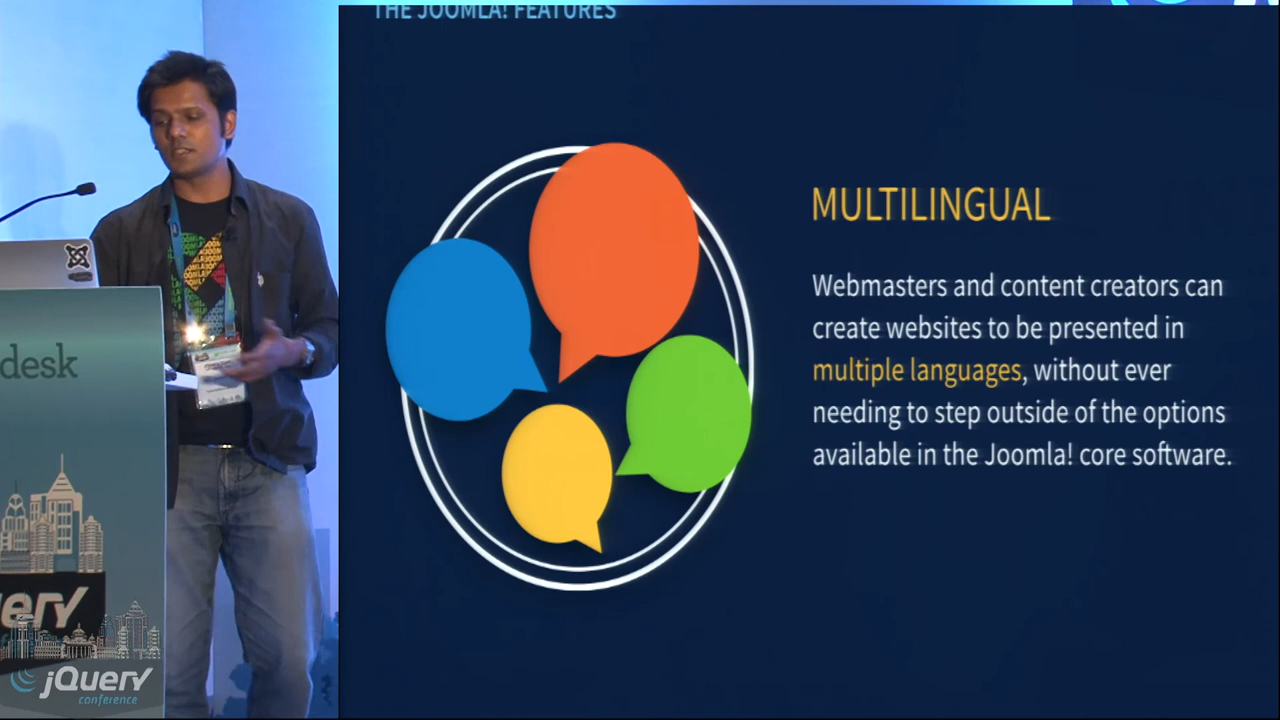 THE JOOMLA! FEATURES
MULTILINGUAL
Webmasters and content creators can
create websites to be presented in
multiple languages, without ever
needing to step outside of the options
available in the Joomla! core software.
desk
uery
jQuery
conference